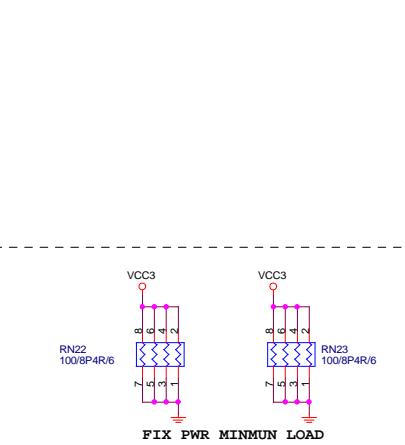 VCC3
VCC3
8 6 4 2
8 6 4 2
RN22
100/8P4R/6
RN23
100/8P4R/6
7 5 3 1
7 5 3 1
FIX PWR MINMUN LOAD